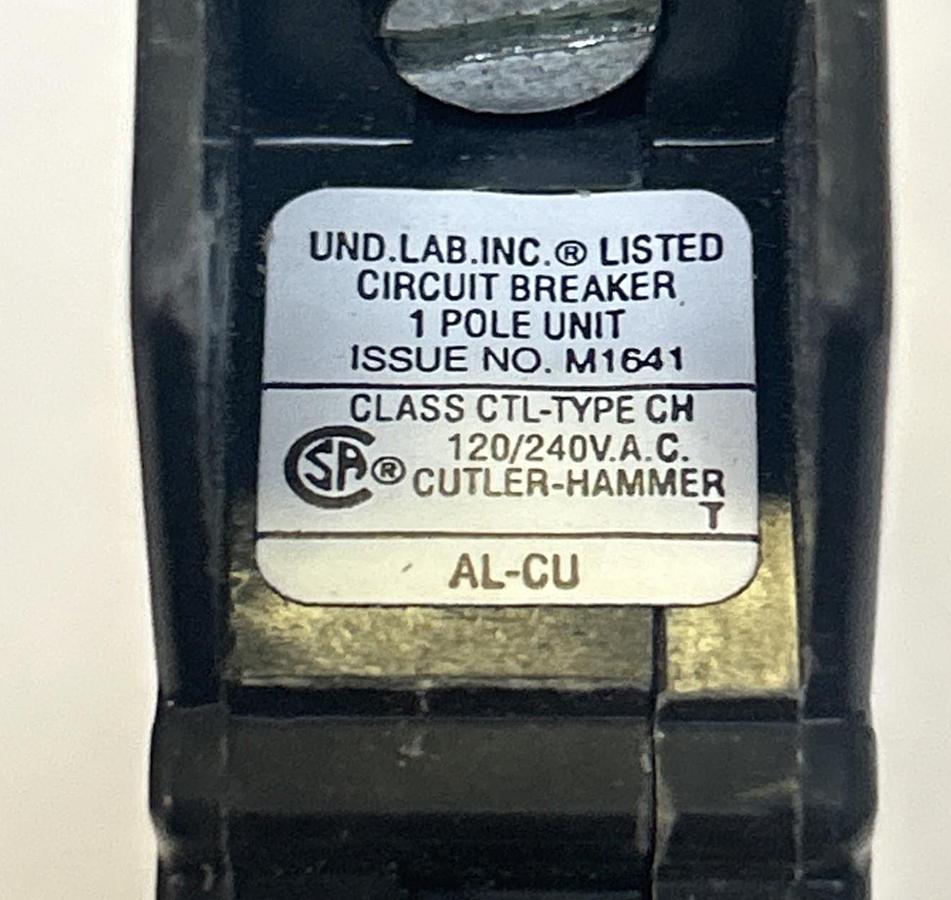 UND.LAB.INC.® LISTED
CIRCUIT BREAKER
1 POLE UNIT
ISSUE NO. M1641
CLASS CTL-TYPE CH
120/240V.A.C.
SA® CUTLER-HAMMER
T
AL-CU